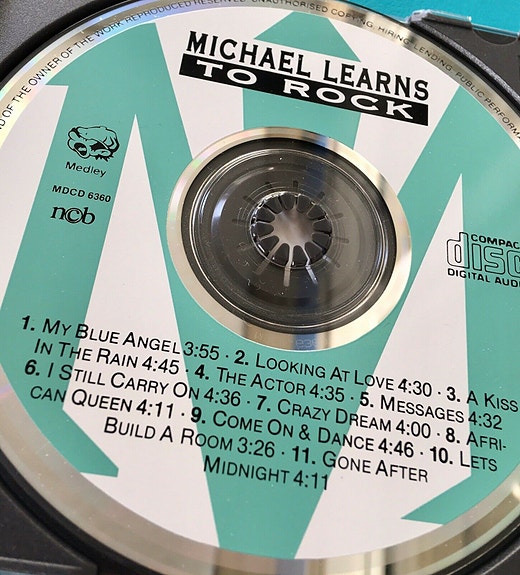 ND OF THE OWNER OF THE WORK REPRODUCED RESERVED. UNAUTHORISED COPYING, HIRING, LENDING, PUBLIC PERFORM
MICHAEL LEARNS
TO ROCK
Medley
MDCD 6360
ncb
COMPAC
disc
DIGITAL AUDI
1. MY BLUE ANGEL 3:55 · 2. LOOKING AT LOVE 4:30 · 3. A KISS
IN THE RAIN 4:45 · 4. THE ACTOR 4:35 · 5. MESSAGES 4:32
6. I STILL CARRY ON 4:36 · 7. CRAZY DREAM 4:00 · 8. AFRI-
CAN QUEEN 4:11 · 9. COME ON & DANCE 4:46 · 10. LETS
BUILD A ROOM 3:26 · 11. GONE AFTER
MIDNIGHT 4:11